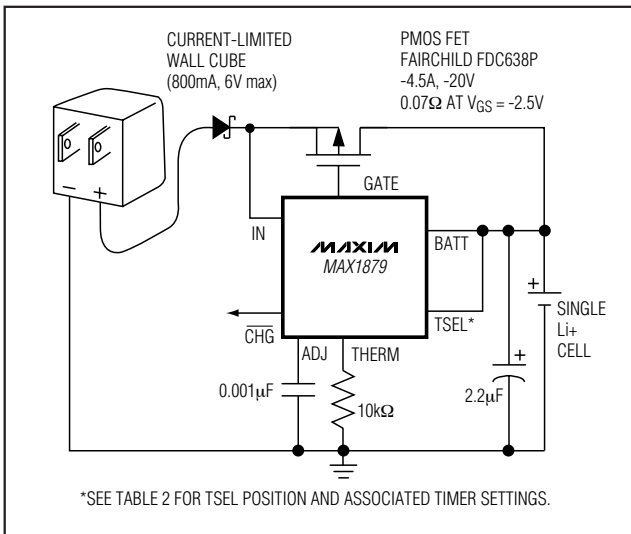 CURRENT-LIMITED
WALL CUBE
(800mA, 6V max)
PMOS FET
FAIRCHILD FDC638P
-4.5A, -20V
0.07Ω AT VGS = -2.5V
GATE
IN
BATT
MAXIM
MAX1879
TSEL*
CHG
ADJ
THERM
SINGLE
Li+
CELL
0.001μF
10kΩ
2.2μF
*SEE TABLE 2 FOR TSEL POSITION AND ASSOCIATED TIMER SETTINGS.